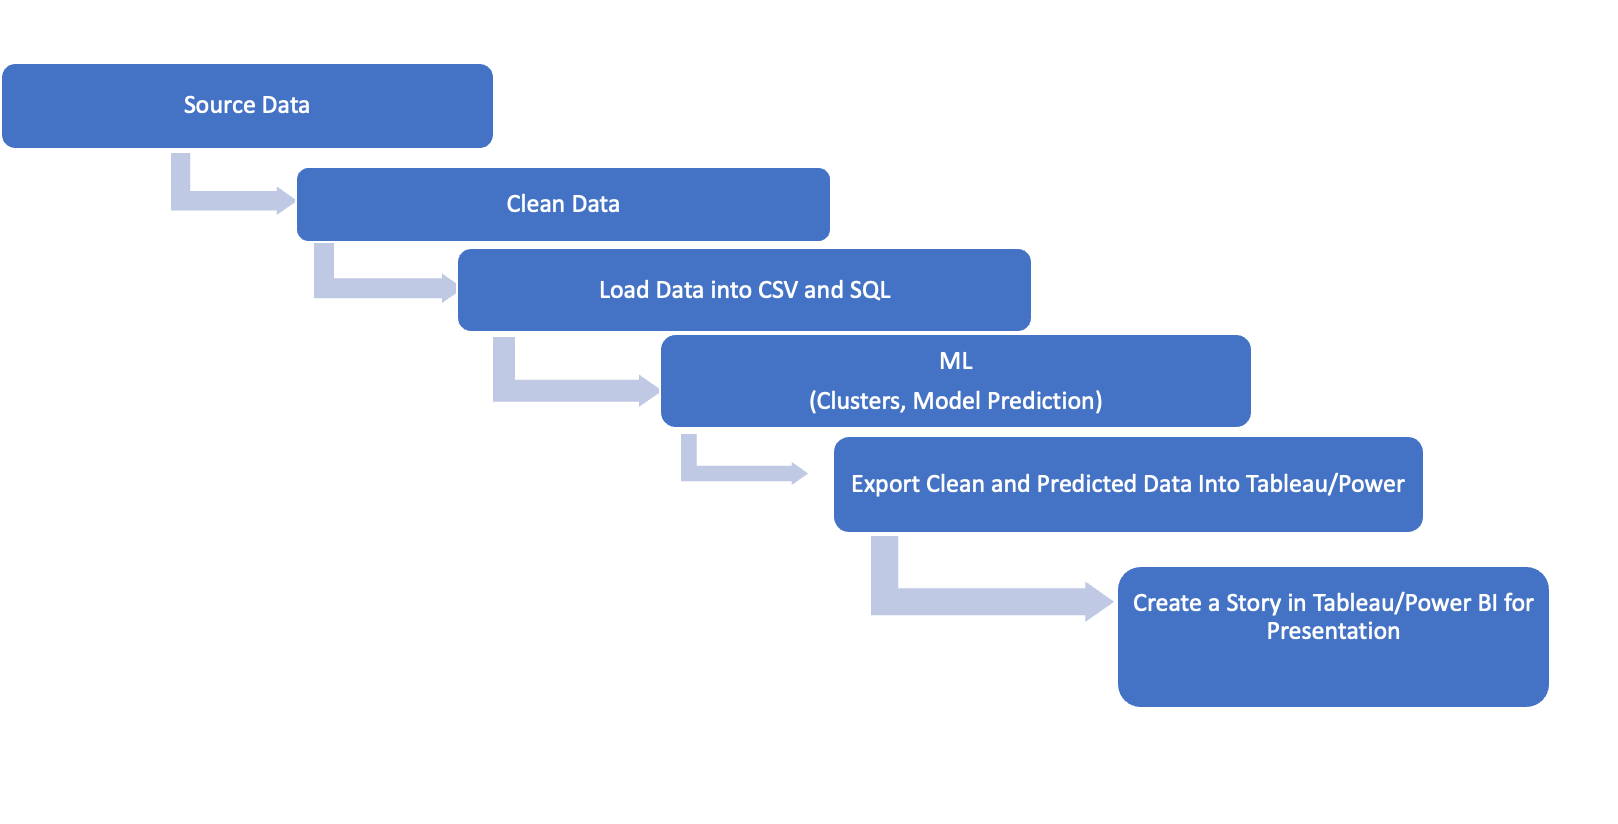 Source Data
Clean Data
Load Data into CSV and SQL
ML
(Clusters, Model Prediction)
Export Clean and Predicted Data Into Tableau/Power
Create a Story in Tableau/Power BI for
Presentation